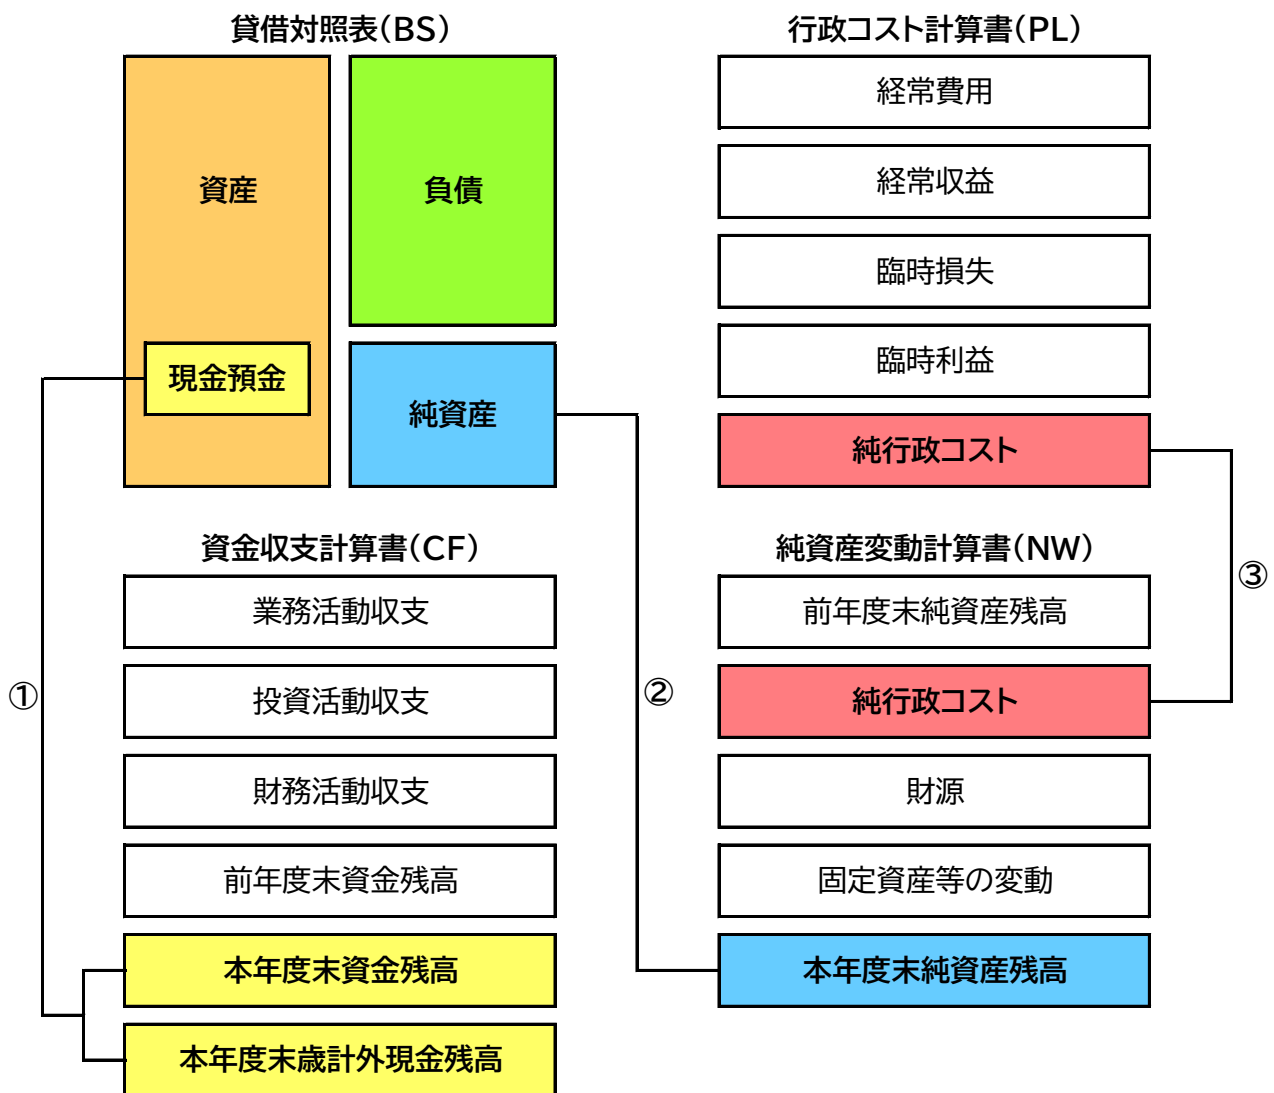 貸借対照表(BS)
資産
負債
現金預金
純資産
行政コスト計算書(PL)
経常費用
経常収益
臨時損失
臨時利益
純行政コスト
資金収支計算書(CF)
業務活動収支
投資活動収支
財務活動収支
前年度末資金残高
本年度末資金残高
本年度末歳計外現金残高
純資産変動計算書(NW)
前年度末純資産残高
純行政コスト
財源
固定資産等の変動
本年度末純資産残高
①
②
③